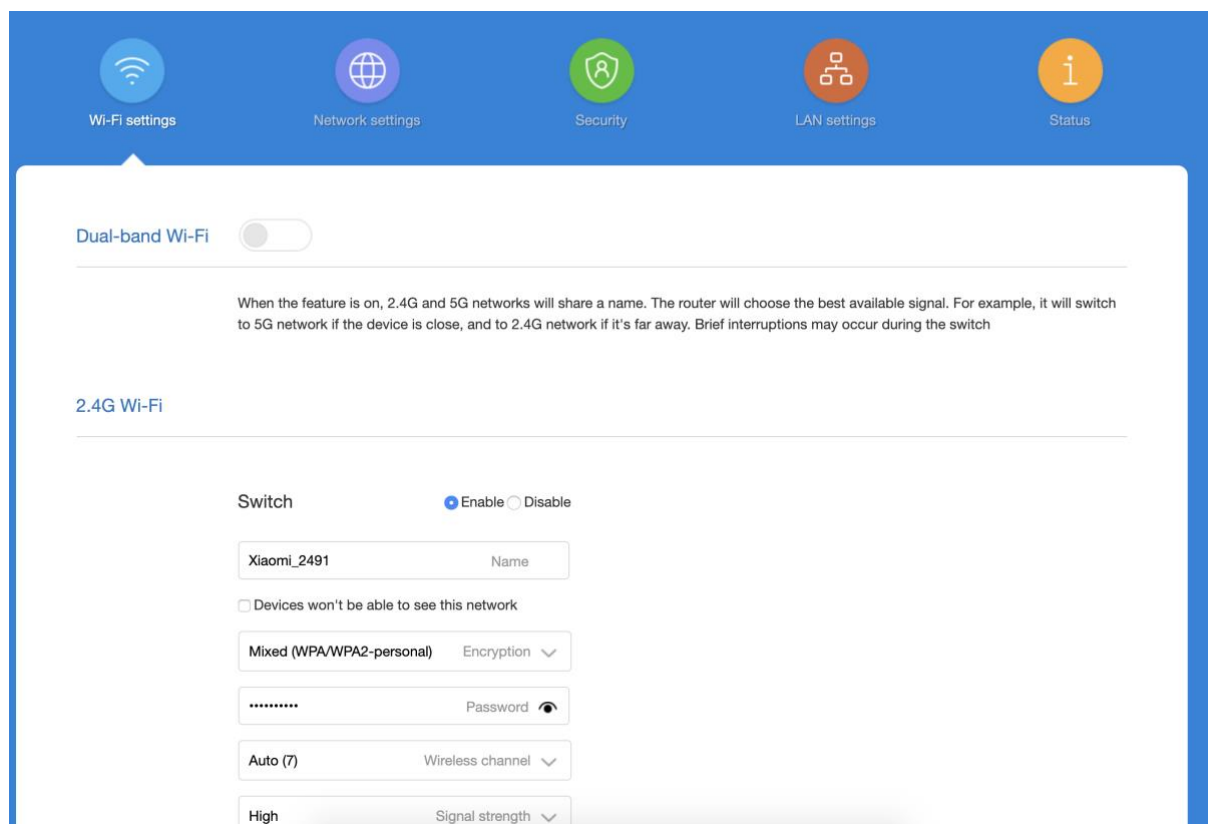 Wi-Fi settings
Network settings
Security
LAN settings
Status
Dual-band Wi-Fi
When the feature is on, 2.4G and 5G networks will share a name. The router will choose the best available signal. For example, it will switch
to 5G network if the device is close, and to 2.4G network if it's far away. Brief interruptions may occur during the switch
2.4G Wi-Fi
Switch Enable Disable
Xiaomi_2491 Name
Devices won't be able to see this network
Mixed (WPA/WPA2-personal) Encryption
•••••••••• Password
Auto (7) Wireless channel
High Signal strength